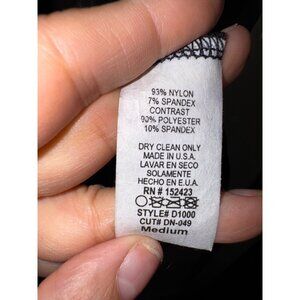 93% NYLON
7% SPANDEX
CONTRAST
90% POLYESTER
10% SPANDEX
DRY CLEAN ONLY
MADE IN U.S.A.
LAVAR EN SECO
SOLAMENTE
HECHO EN E.U.A.
RN # 152423
STYLE# D1000
CUT# DN-049
Medium